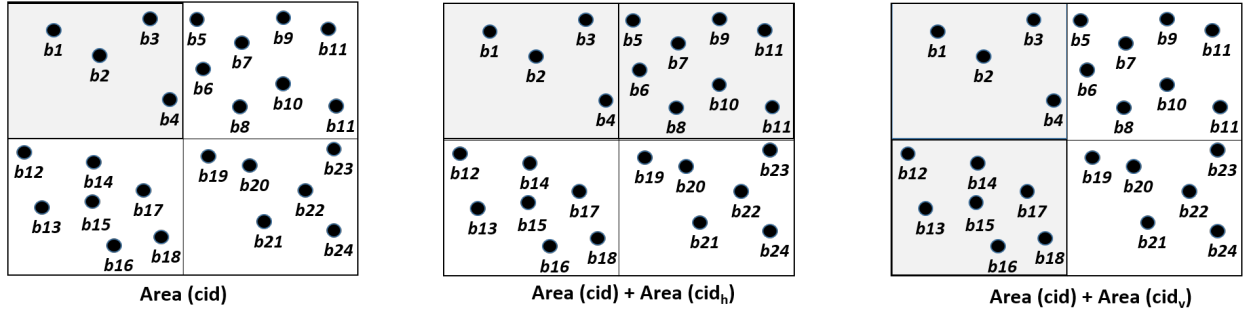 b1 b2 b3 b4 b5 b6 b7 b8 b9 b10 b11 b11
b12 b13 b14 b15 b16 b17 b18 b19 b20 b21 b22 b23 b24
Area (cid)
b1 b2 b3 b4 b5 b6 b7 b8 b9 b10 b11 b11
b12 b13 b14 b15 b16 b17 b18 b19 b20 b21 b22 b23 b24
Area (cid) + Area (cidₕ)
b1 b2 b3 b4 b5 b6 b7 b8 b9 b10 b11 b11
b12 b13 b14 b15 b16 b17 b18 b19 b20 b21 b22 b23 b24
Area (cid) + Area (cidᵥ)